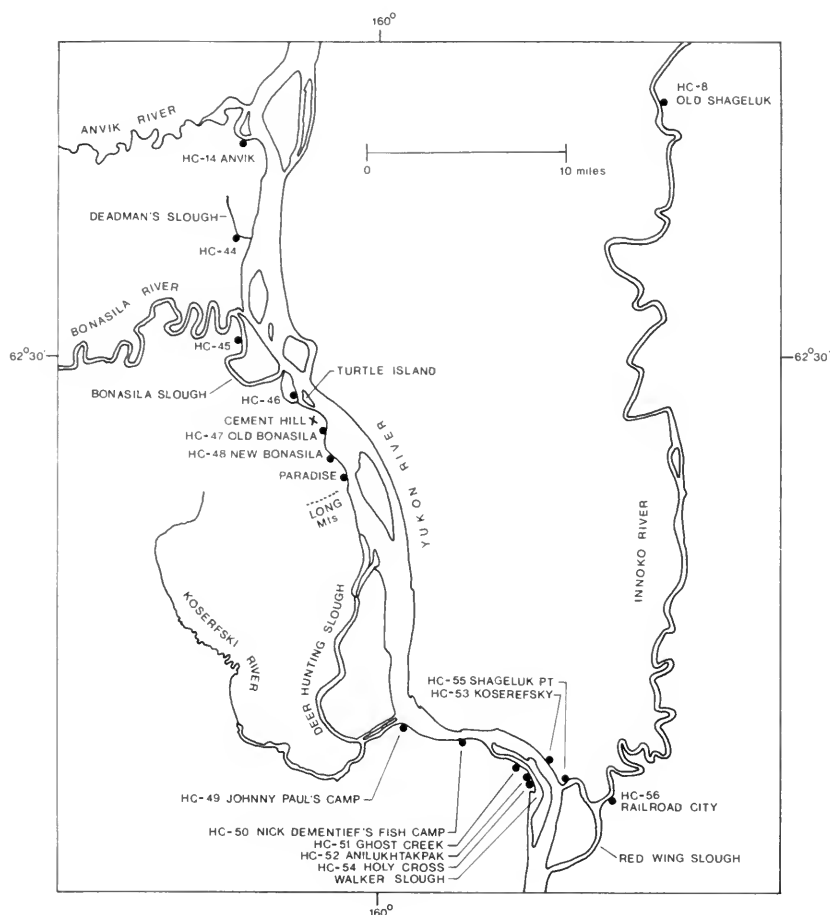 160°
HC-8
OLD SHAGELUK
ANVIK RIVER
HC-14 ANVIK
0
10 miles
DEADMAN'S SLOUGH
HC-44
BONASILA RIVER
62°30'
62°30'
HC-45
BONASILA SLOUGH
TURTLE ISLAND
HC-46
CEMENT HILL x
HC-47 OLD BONASILA
HC-48 NEW BONASILA
PARADISE
YUKON RIVER
LONG
Mts
INNOKO RIVER
KOSERFSKI RIVER
DEER HUNTING SLOUGH
HC-55 SHAGELUK PT
HC-53 KOSEREFSKY
HC-49 JOHNNY PAUL'S CAMP
HC-56
RAILROAD CITY
HC-50 NICK DEMENTIEF'S FISH CAMP
HC-51 GHOST CREEK
HC-52 ANILUKHTAKPAK
HC-54 HOLY CROSS
WALKER SLOUGH
RED WING SLOUGH
160°